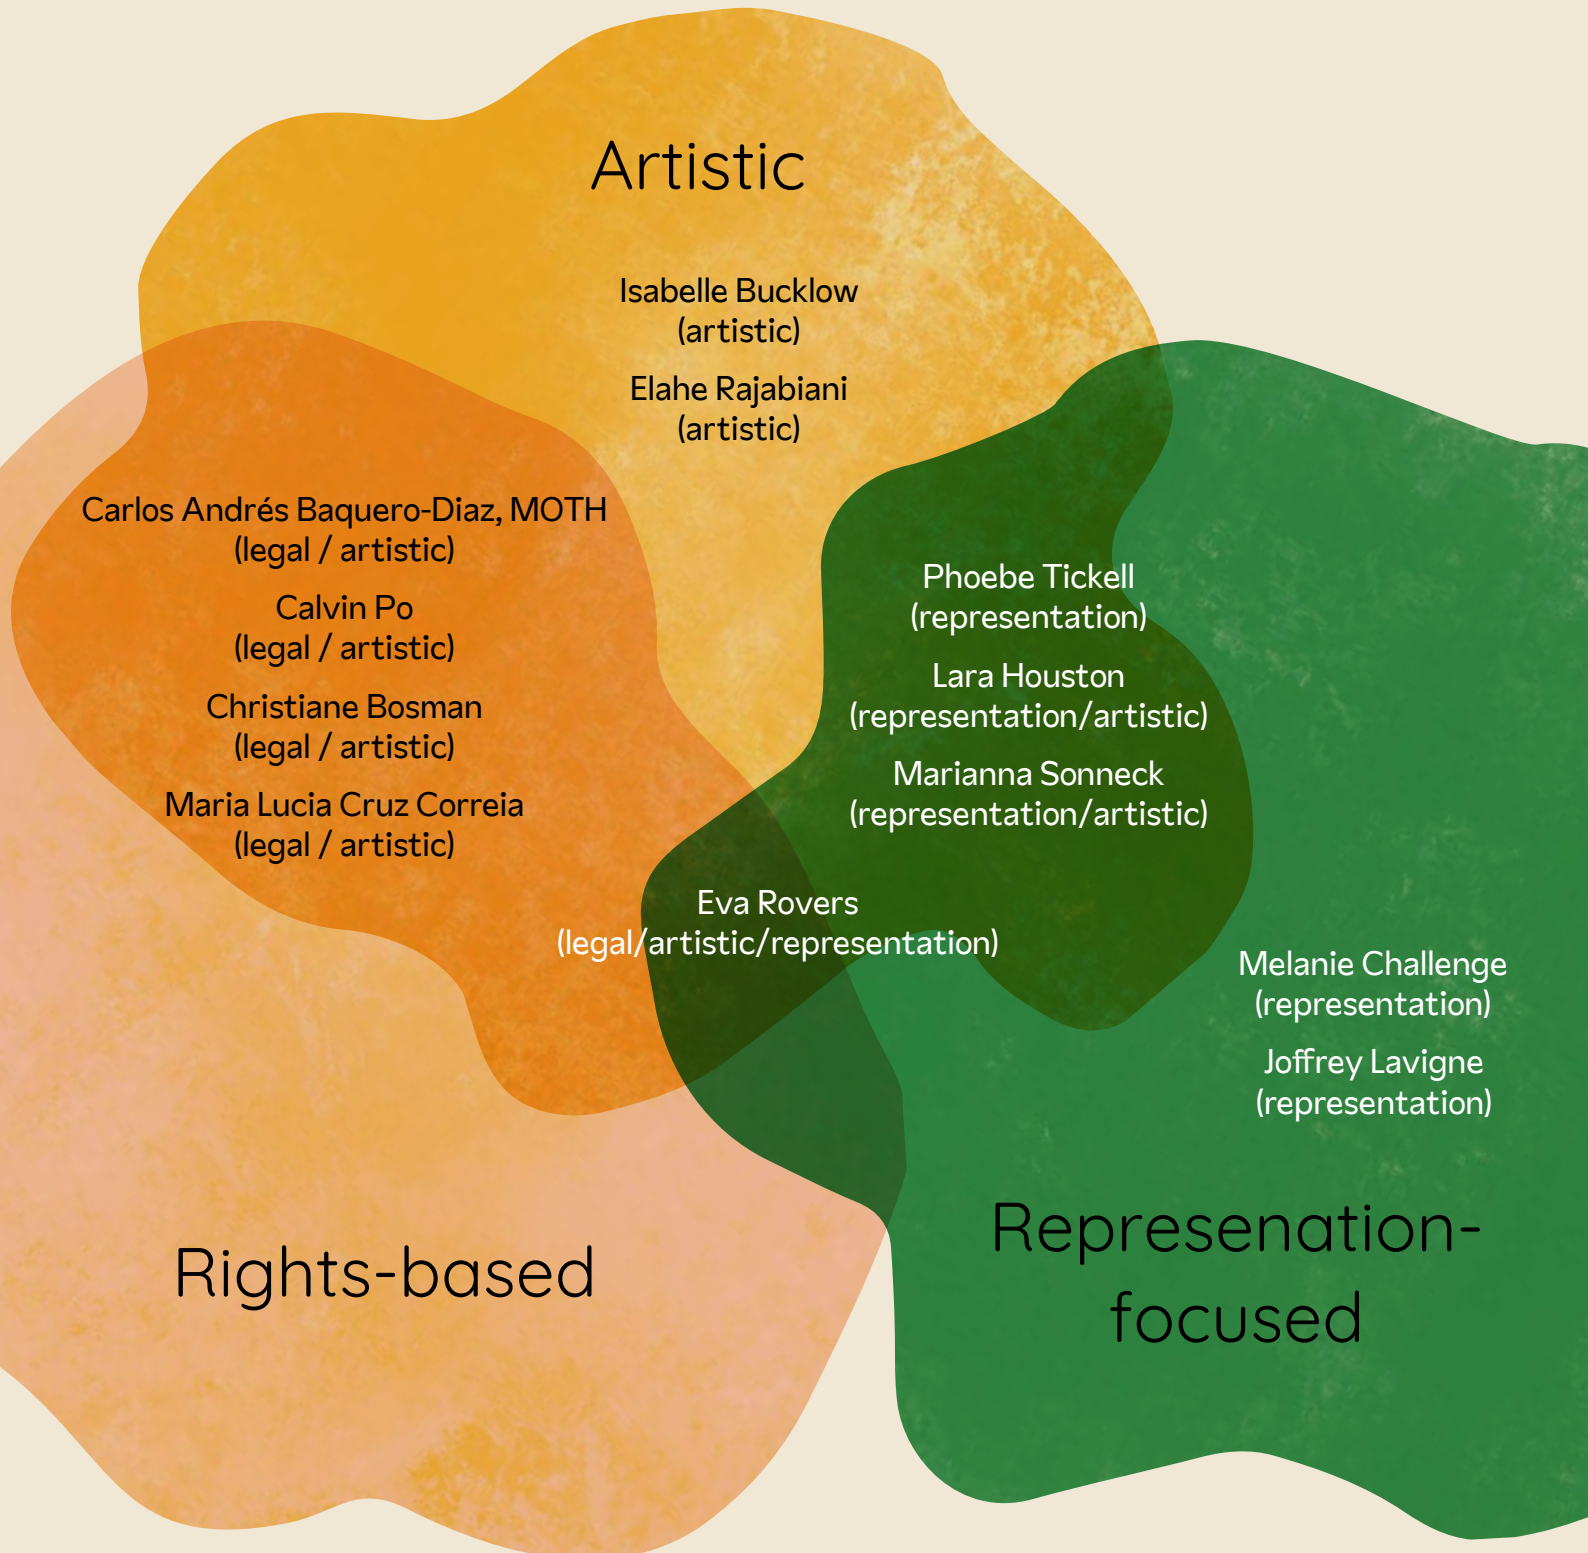 Artistic
Isabelle Bucklow
(artistic)
Elahe Rajabiani
(artistic)
Carlos Andrés Baquero-Diaz, MOTH
(legal / artistic)
Calvin Po
(legal / artistic)
Christiane Bosman
(legal / artistic)
Maria Lucia Cruz Correia
(legal / artistic)
Phoebe Tickell
(representation)
Lara Houston
(representation/artistic)
Marianna Sonneck
(representation/artistic)
Eva Rovers
(legal/artistic/representation)
Melanie Challenge
(representation)
Joffrey Lavigne
(representation)
Rights-based
Represenation-
focused